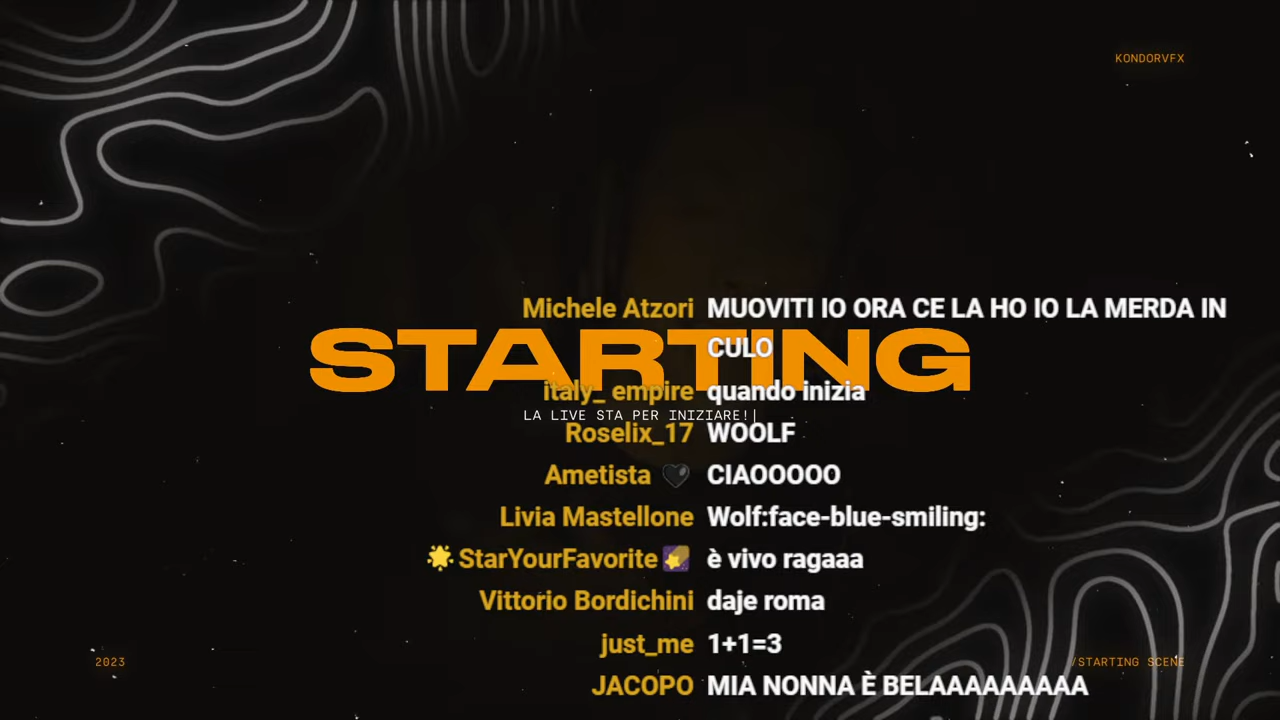 KONDORVFX
Michele Atzori MUOVITI IO ORA CE LA HO IO LA MERDA IN
CULO
STARTING
italy_ empire quando inizia
LA LIVE STA PER INIZIARE!|
Roselix_17 WOOLF
Ametista 🖤 CIAOOOOO
Livia Mastellone Wolf:face-blue-smiling:
🌟StarYourFavorite🌠 è vivo ragaaa
Vittorio Bordichini daje roma
just_me 1+1=3
2023
/STARTING SCENE
JACOPO MIA NONNA È BELAAAAAAAAA